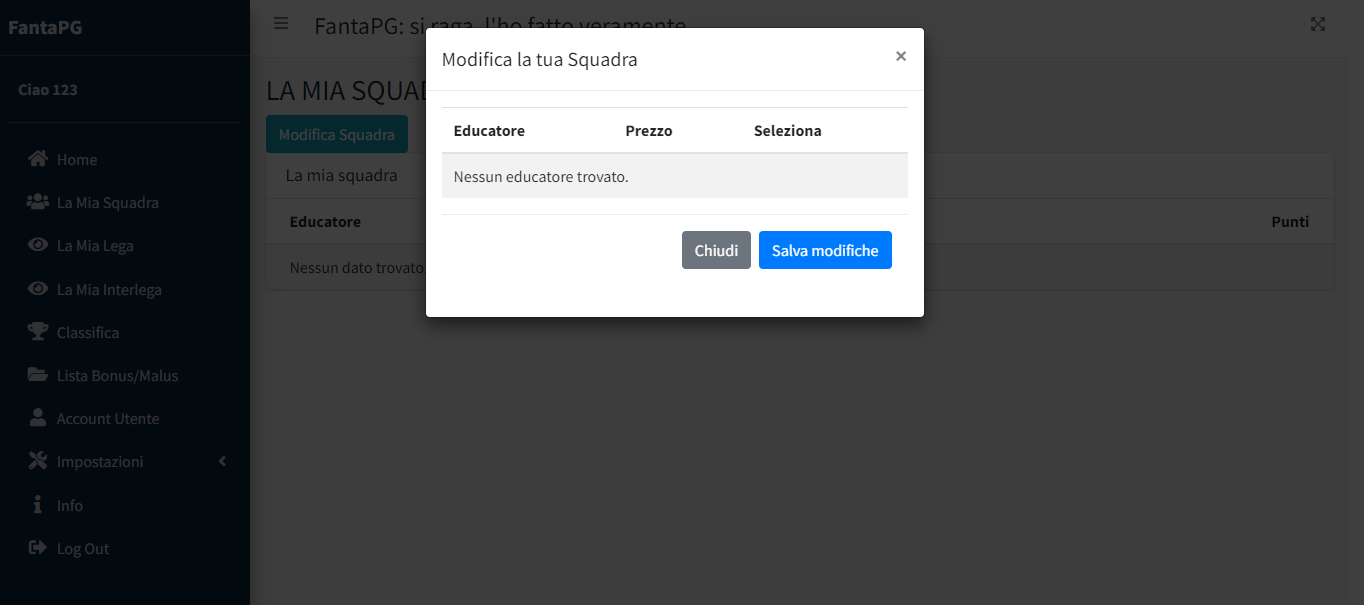 FantaPG
Ciao 123
Home
La Mia Squadra
La Mia Lega
La Mia Interlega
Classifica
Lista Bonus/Malus
Account Utente
Impostazioni
Info
Log Out
FantaPG: si raga, l'ho fatto veramente
LA MIA SQUAD
Modifica Squadra
La mia squadra
Educatore
Punti
Nessun dato trovato
Modifica la tua Squadra
×
Educatore Prezzo Seleziona
Nessun educatore trovato.
Chiudi Salva modifiche